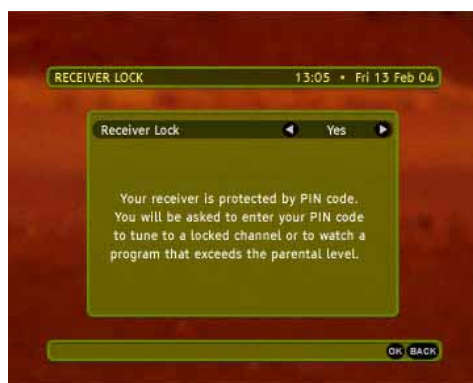 RECEIVER LOCK 13:05 • Fri 13 Feb 04
Receiver Lock Yes
Your receiver is protected by PIN code.
You will be asked to enter your PIN code
to tune to a locked channel or to watch a
program that exceeds the parental level.
OK BACK